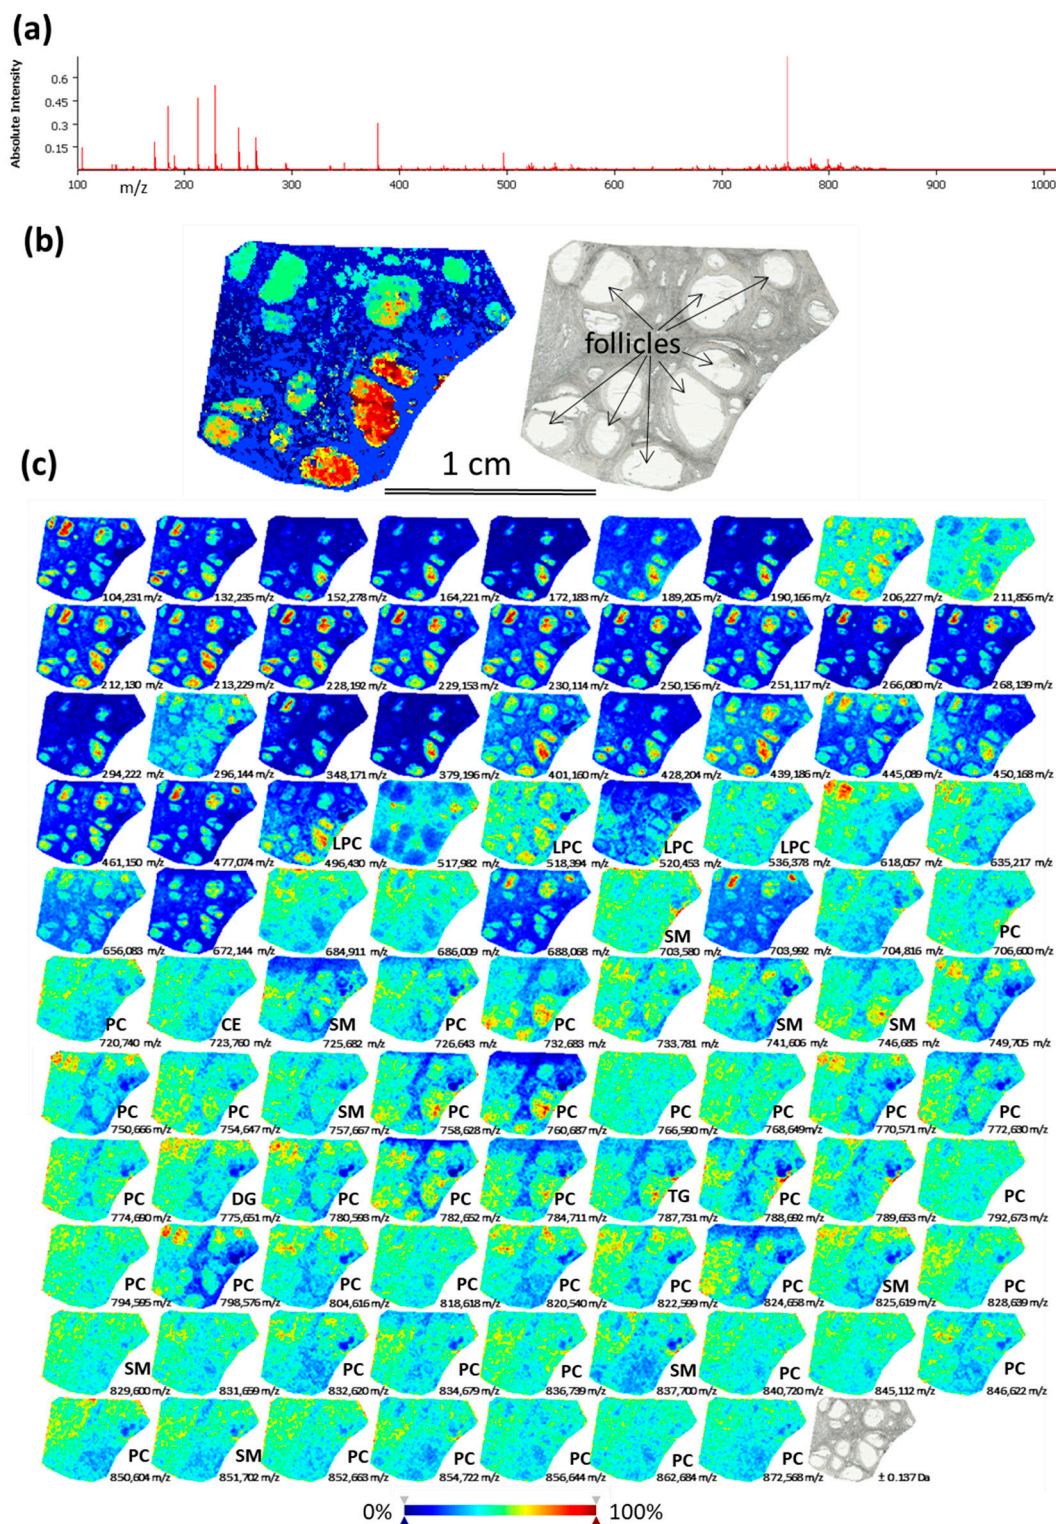 (a)
Absolute Intensity
0.6
0.45
0.3
0.15
100 200 300 400 500 600 700 800 900 1000
m/z
(b)
follicles
1 cm
(c)
104,231 m/z 132,235 m/z 152,278 m/z 164,221 m/z 172,183 m/z 189,205 m/z 190,166 m/z 206,227 m/z 211,856 m/z
212,130 m/z 213,229 m/z 228,192 m/z 229,153 m/z 230,114 m/z 250,156 m/z 251,117 m/z 266,080 m/z 268,139 m/z
294,222 m/z 296,144 m/z 348,171 m/z 379,196 m/z 401,160 m/z 428,204 m/z 439,186 m/z 445,089 m/z 450,168 m/z
LPC LPC LPC LPC
461,150 m/z 477,074 m/z 496,430 m/z 517,982 m/z 518,394 m/z 520,453 m/z 536,378 m/z 618,057 m/z 635,217 m/z
SM PC
656,083 m/z 672,144 m/z 684,911 m/z 686,009 m/z 688,068 m/z 703,580 m/z 703,992 m/z 704,816 m/z 706,600 m/z
PC CE SM PC PC SM SM
720,740 m/z 723,760 m/z 725,682 m/z 726,643 m/z 732,683 m/z 733,781 m/z 741,606 m/z 746,685 m/z 749,705 m/z
PC PC SM PC PC PC PC PC PC
750,666 m/z 754,647 m/z 757,667 m/z 758,628 m/z 760,687 m/z 766,590 m/z 768,649 m/z 770,571 m/z 772,630 m/z
PC DG PC PC PC TG PC PC
774,690 m/z 775,651 m/z 780,593 m/z 782,652 m/z 784,711 m/z 787,731 m/z 788,692 m/z 789,653 m/z 792,673 m/z
PC PC PC PC PC PC SM PC
794,595 m/z 798,576 m/z 804,616 m/z 818,618 m/z 820,540 m/z 822,599 m/z 824,658 m/z 825,619 m/z 828,639 m/z
SM PC PC PC SM PC PC
829,600 m/z 831,659 m/z 832,620 m/z 834,679 m/z 836,739 m/z 837,700 m/z 840,720 m/z 845,112 m/z 846,622 m/z
PC SM PC PC PC PC PC
850,604 m/z 851,702 m/z 852,663 m/z 854,722 m/z 856,644 m/z 862,684 m/z 872,568 m/z ± 0.137 Da
0% 100%